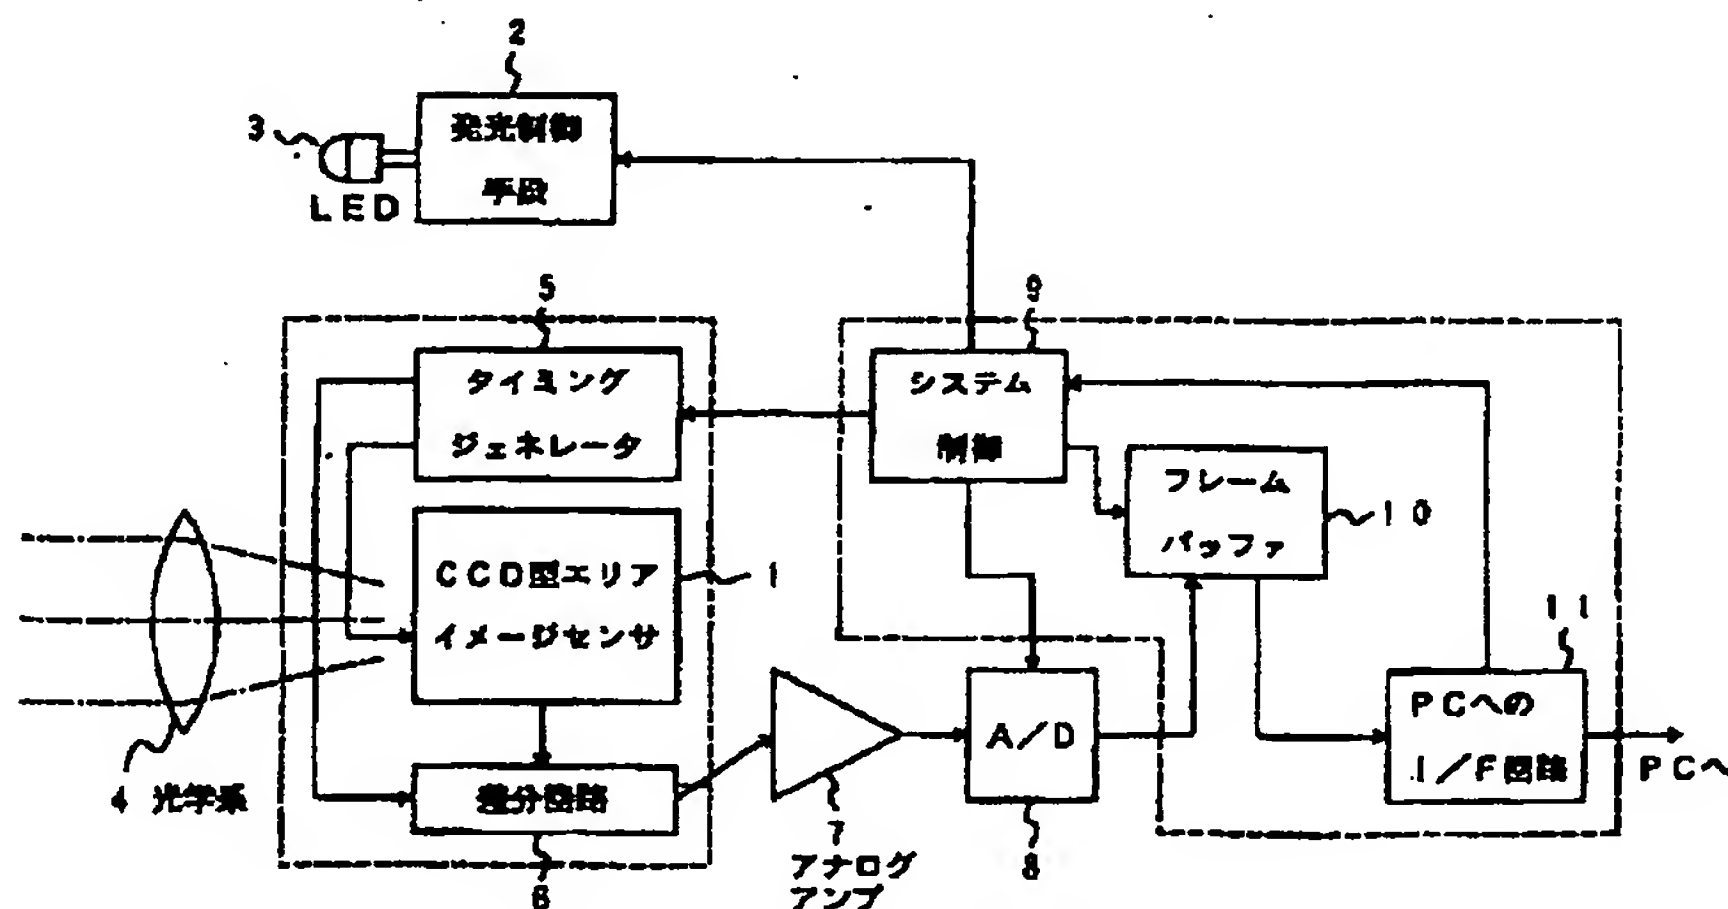 2
3
発光制御
手段
LED
5
9
タイミング
ジェネレータ
システム
制御
フレーム
バッファ
10
CCD型エリア
イメージセンサ
1
11
PCへの
I/F回路
PCへ
A/D
4 光学系
差分回路
7
アナログ
アンプ
8
6